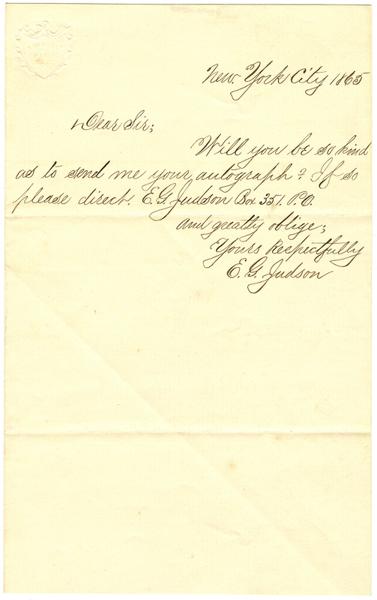 New York City 1865
Dear Sir;
Will you be so kind
as to send me your autograph? If so
please direct. E. G. Judson Box 351. P.O.
and greatly oblige;
Yours Respectfully
E. G. Judson